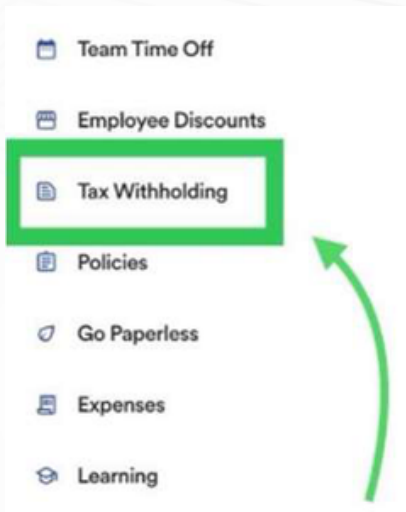 Team Time Off
Employee Discounts
Tax Withholding
Policies
Go Paperless
Expenses
Learning